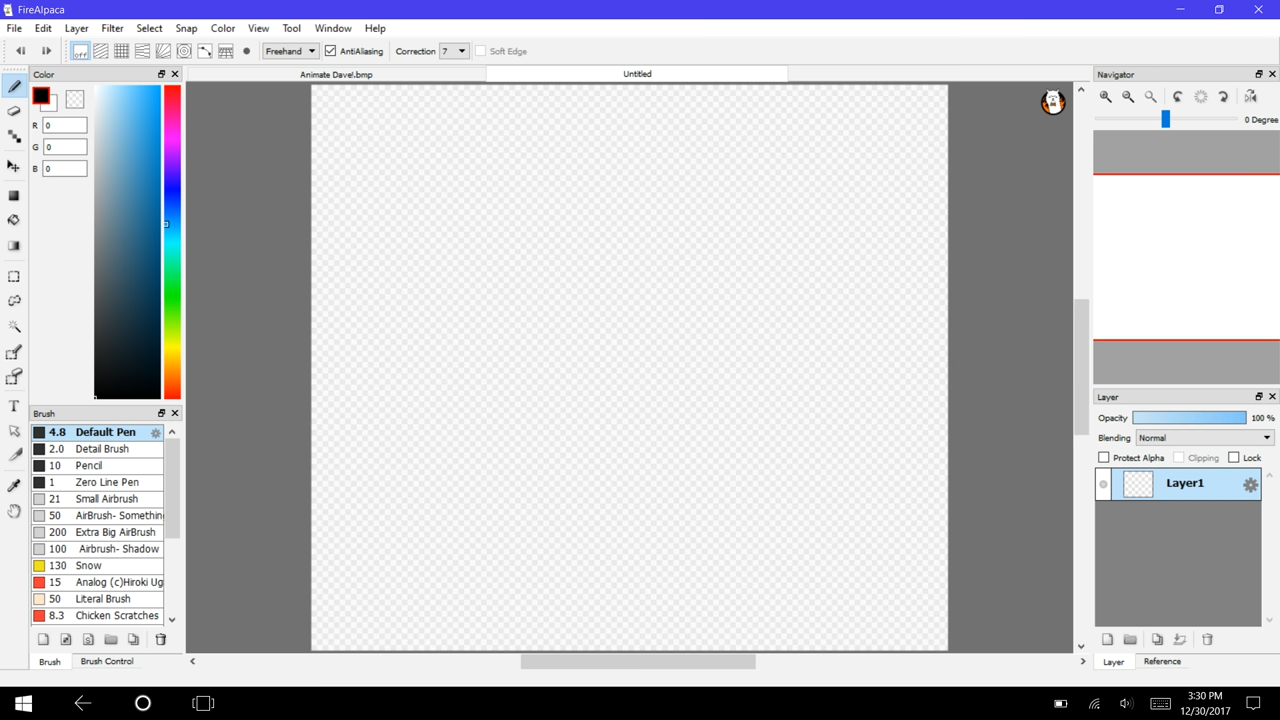 FireAlpaca
File Edit Layer Filter Select Snap Color View Tool Window Help
off Freehand AntiAliasing Correction 7 Soft Edge
Color
R 0
G 0
B 0
Brush
4.8 Default Pen
2.0 Detail Brush
10 Pencil
1 Zero Line Pen
21 Small Airbrush
50 AirBrush- Somethin
200 Extra Big AirBrush
100 Airbrush- Shadow
130 Snow
15 Analog (c)Hiroki Ug
50 Literal Brush
8.3 Chicken Scratches
Brush Brush Control
Animate Dave!.bmp Untitled
Navigator
0 Degree
Layer
Opacity 100 %
Blending Normal
Protect Alpha Clipping Lock
Layer1
Layer Reference
3:30 PM
12/30/2017